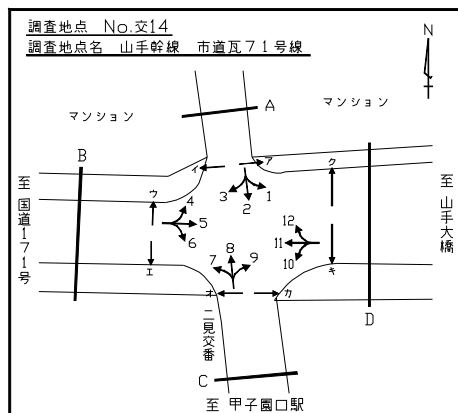 調査地点 No.交14
調査地点名 山手幹線 市道瓦71号線
N
マンション
マンション
A
B
ア
イ
ク
3
2
1
至 国道171号
至 山手大橋
ウ
4
5
6
12
11
10
エ
キ
7
8
9
オ
カ
二見交番
D
C
至 甲子園口駅